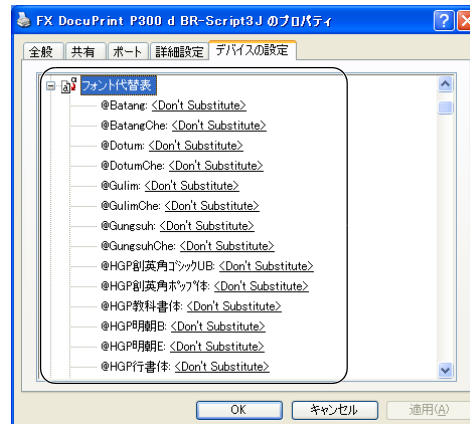 FX DocuPrint P300 d BR-Script3J のプロパティ
全般 共有 ポート 詳細設定 デバイスの設定
フォント代替表
@Batang: <Don't Substitute>
@BatangChe: <Don't Substitute>
@Dotum: <Don't Substitute>
@DotumChe: <Don't Substitute>
@Gulim: <Don't Substitute>
@GulimChe: <Don't Substitute>
@Gungsuh: <Don't Substitute>
@GungsuhChe: <Don't Substitute>
@HGP創英角ゴシックUB: <Don't Substitute>
@HGP創英角ポップ体: <Don't Substitute>
@HGP教科書体: <Don't Substitute>
@HGP明朝B: <Don't Substitute>
@HGP明朝E: <Don't Substitute>
@HGP行書体: <Don't Substitute>
OK キャンセル 適用(A)